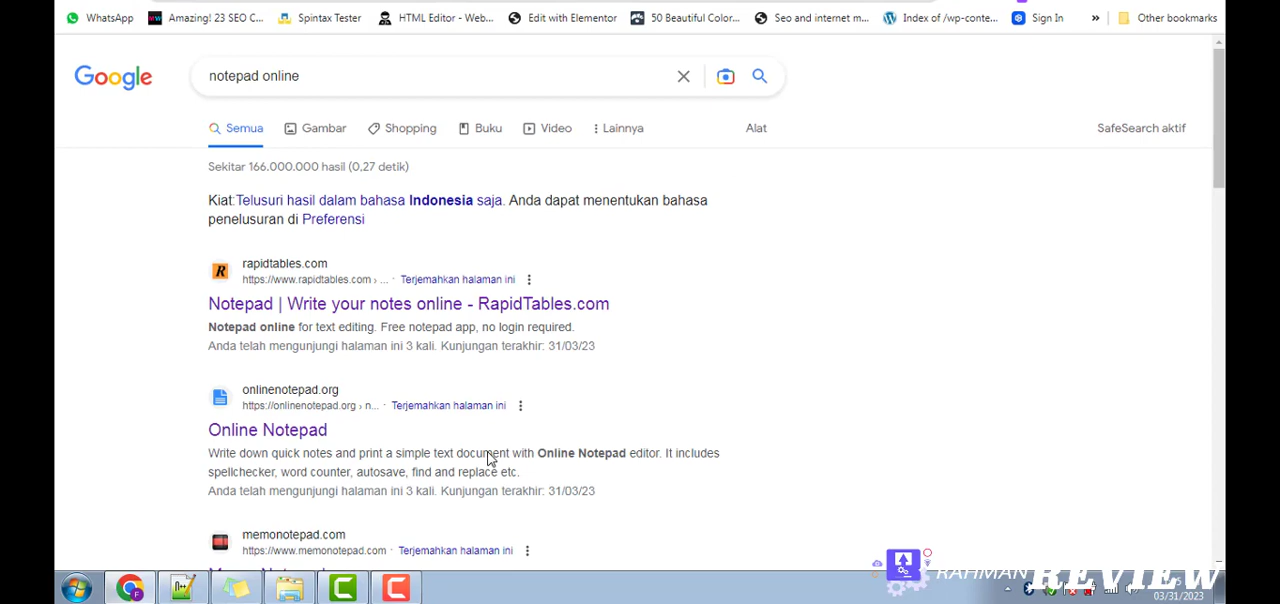 WhatsApp Amazing! 23 SEO C... Spintax Tester HTML Editor - Web... Edit with Elementor 50 Beautiful Color... Seo and internet m... Index of /wp-conte... Sign In » Other bookmarks
Google notepad online
Semua Gambar Shopping Buku Video Lainnya Alat SafeSearch aktif
Sekitar 166.000.000 hasil (0,27 detik)
Kiat:Telusuri hasil dalam bahasa Indonesia saja. Anda dapat menentukan bahasa
penelusuran di Preferensi
rapidtables.com
https://www.rapidtables.com › ... · Terjemahkan halaman ini
Notepad | Write your notes online - RapidTables.com
Notepad online for text editing. Free notepad app, no login required.
Anda telah mengunjungi halaman ini 3 kali. Kunjungan terakhir: 31/03/23
onlinenotepad.org
https://onlinenotepad.org › n... · Terjemahkan halaman ini
Online Notepad
Write down quick notes and print a simple text document with Online Notepad editor. It includes
spellchecker, word counter, autosave, find and replace etc.
Anda telah mengunjungi halaman ini 3 kali. Kunjungan terakhir: 31/03/23
memonotepad.com
https://www.memonotepad.com · Terjemahkan halaman ini
RAHMAN REVIEW
03/31/2023